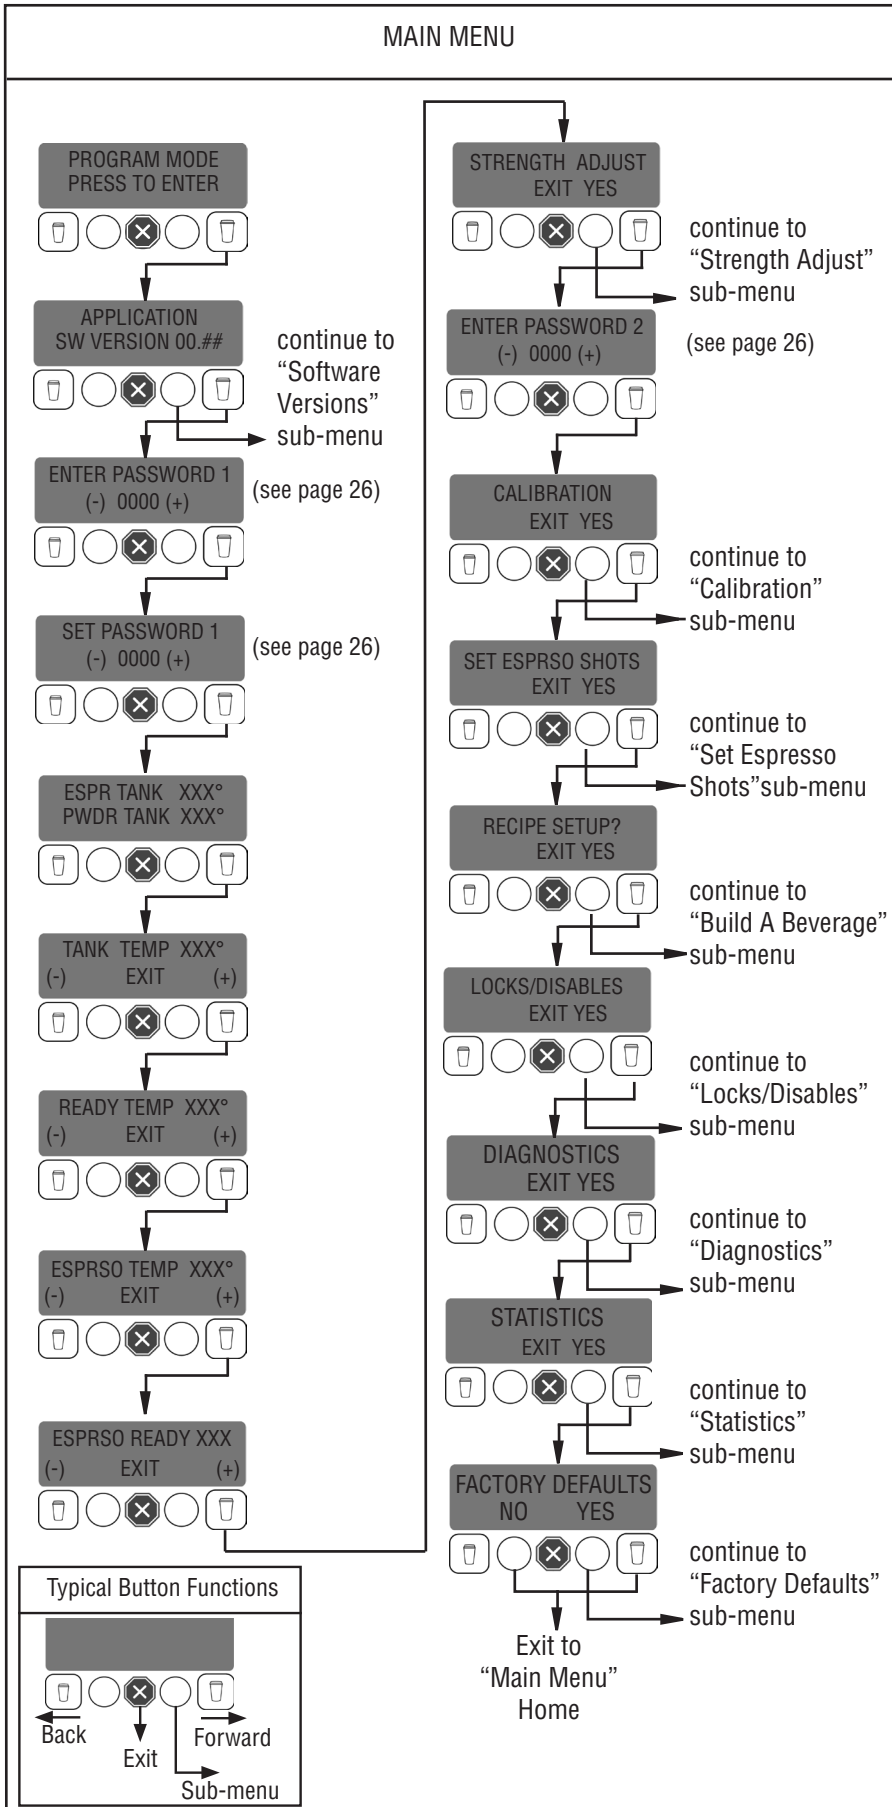 MAIN MENU
PROGRAM MODE
PRESS TO ENTER
APPLICATION
SW VERSION 00.##
continue to
“Software
Versions”
sub-menu
ENTER PASSWORD 1
(-) 0000 (+)
(see page 26)
SET PASSWORD 1
(-) 0000 (+)
(see page 26)
ESPR TANK XXX°
PWDR TANK XXX°
TANK TEMP XXX°
(-) EXIT (+)
READY TEMP XXX°
(-) EXIT (+)
ESPRSO TEMP XXX°
(-) EXIT (+)
ESPRSO READY XXX
(-) EXIT (+)
Typical Button Functions
Back
Forward
Exit
Sub-menu
STRENGTH ADJUST
EXIT YES
continue to
“Strength Adjust”
sub-menu
ENTER PASSWORD 2
(-) 0000 (+)
(see page 26)
CALIBRATION
EXIT YES
continue to
“Calibration”
sub-menu
SET ESPRSO SHOTS
EXIT YES
continue to
“Set Espresso
Shots”sub-menu
RECIPE SETUP?
EXIT YES
continue to
“Build A Beverage”
sub-menu
LOCKS/DISABLES
EXIT YES
continue to
“Locks/Disables”
sub-menu
DIAGNOSTICS
EXIT YES
continue to
“Diagnostics”
sub-menu
STATISTICS
EXIT YES
continue to
“Statistics”
sub-menu
FACTORY DEFAULTS
NO YES
continue to
“Factory Defaults”
sub-menu
Exit to
“Main Menu”
Home